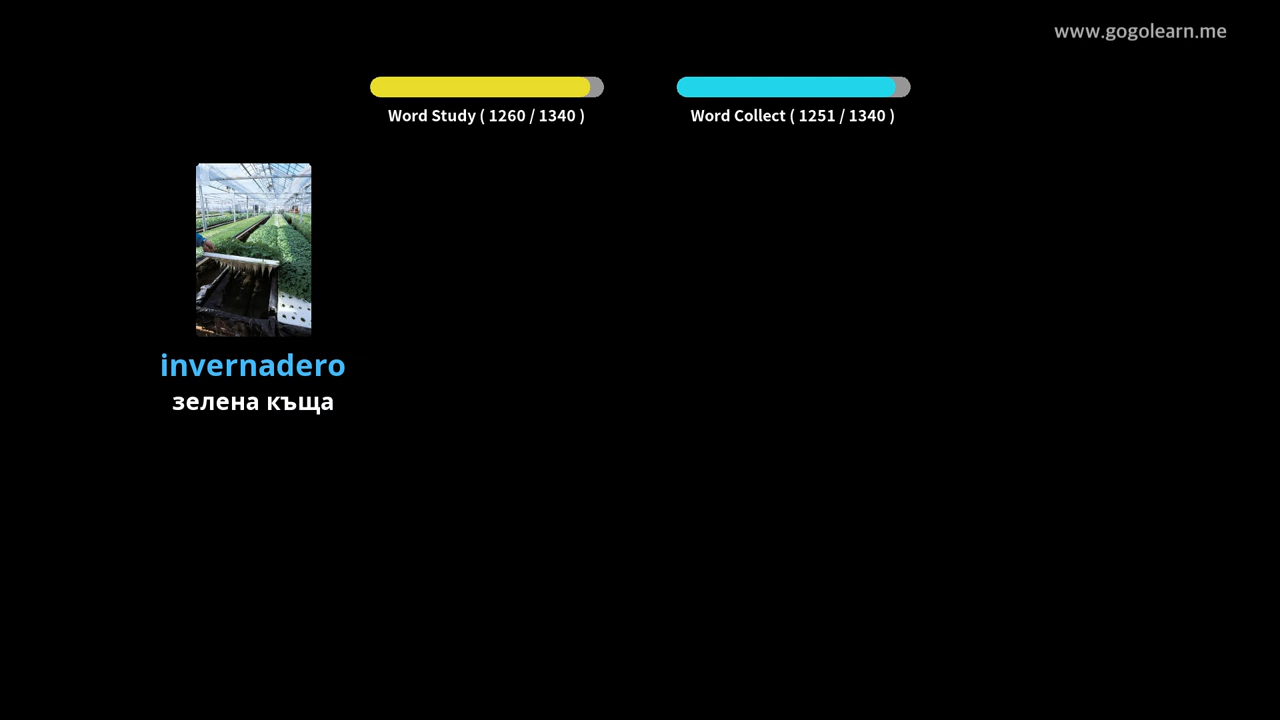 www.gogolearn.me
Word Study ( 1260 / 1340 )
Word Collect ( 1251 / 1340 )
invernadero
зелена къща